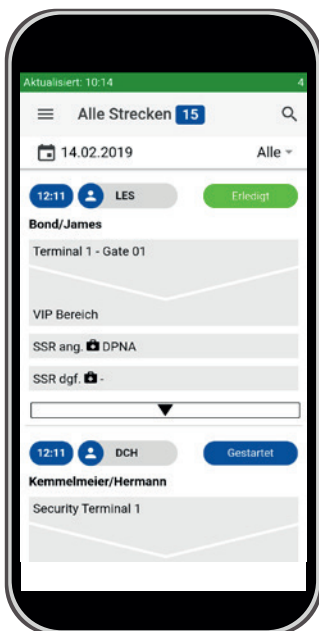 Aktualisiert: 10:14 4
Alle Strecken 15
14.02.2019 Alle
12:11 LES Erledigt
Bond/James
Terminal 1 - Gate 01
VIP Bereich
SSR ang. DPNA
SSR dgf. -
12:11 DCH Gestartet
Kemmelmeier/Hermann
Security Terminal 1